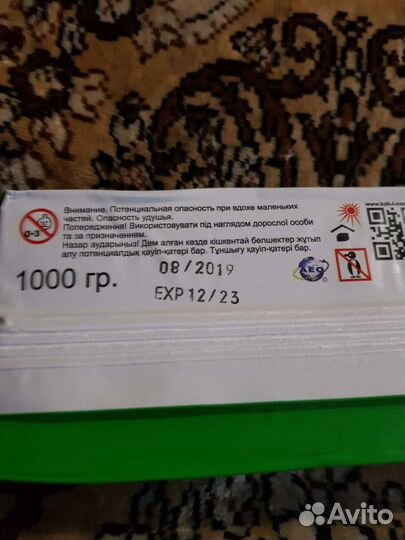 Внимание. Потенциальная опасность при вдохе маленьких
частей. Опасность удушья.
Попередження! Використовувати під наглядом дорослої особи
та за призначенням.
Назар аударыңыз! Дем алған кезде кішкентай бөлшектер жұтып
алу потенциалдық қауіп-қатері бар. Тұншығу қауіп-қатері бар.
0-3
1000 гр.
08/2019
EXP 12/23
AEO
Avito